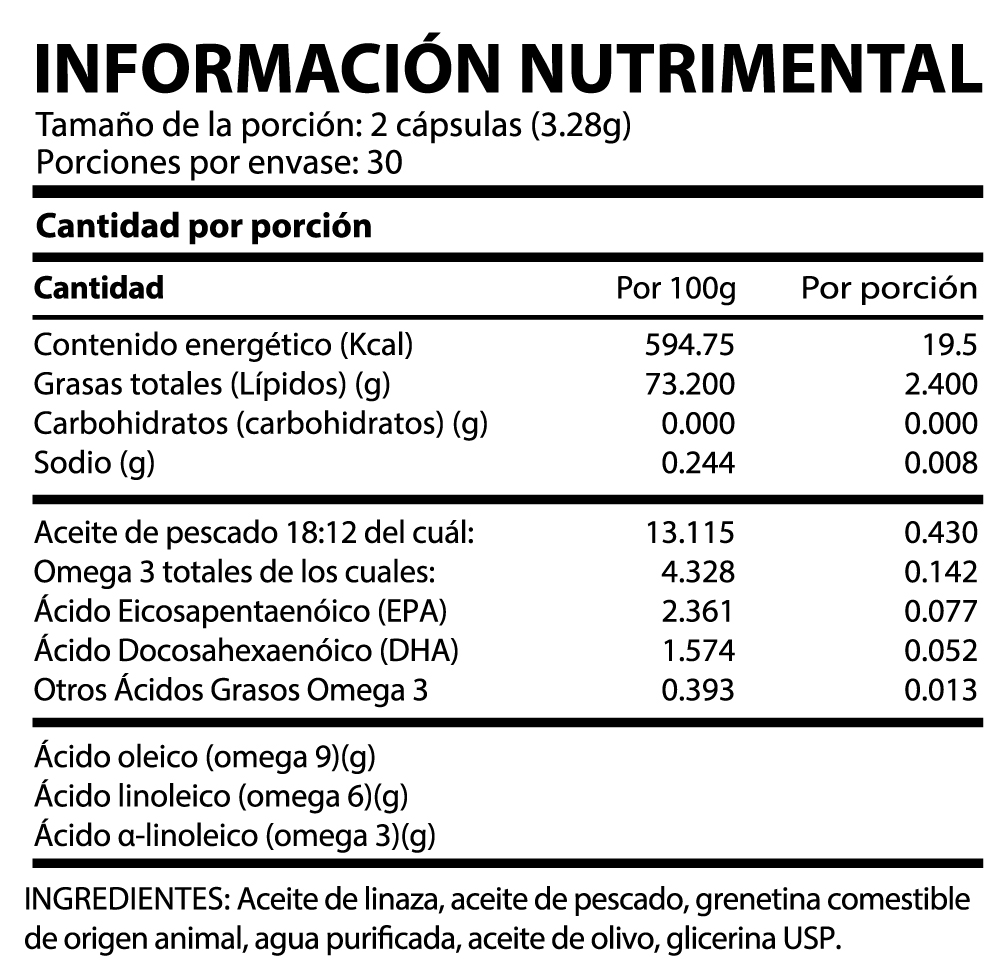 INFORMACIÓN NUTRIMENTAL
Tamaño de la porción: 2 cápsulas (3.28g)
Porciones por envase: 30
Cantidad por porción
Cantidad Por 100g Por porción
Contenido energético (Kcal) 594.75 19.5
Grasas totales (Lípidos) (g) 73.200 2.400
Carbohidratos (carbohidratos) (g) 0.000 0.000
Sodio (g) 0.244 0.008
Aceite de pescado 18:12 del cuál: 13.115 0.430
Omega 3 totales de los cuales: 4.328 0.142
Ácido Eicosapentaenóico (EPA) 2.361 0.077
Ácido Docosahexaenóico (DHA) 1.574 0.052
Otros Ácidos Grasos Omega 3 0.393 0.013
Ácido oleico (omega 9)(g)
Ácido linoleico (omega 6)(g)
Ácido α-linoleico (omega 3)(g)
INGREDIENTES: Aceite de linaza, aceite de pescado, grenetina comestible
de origen animal, agua purificada, aceite de olivo, glicerina USP.